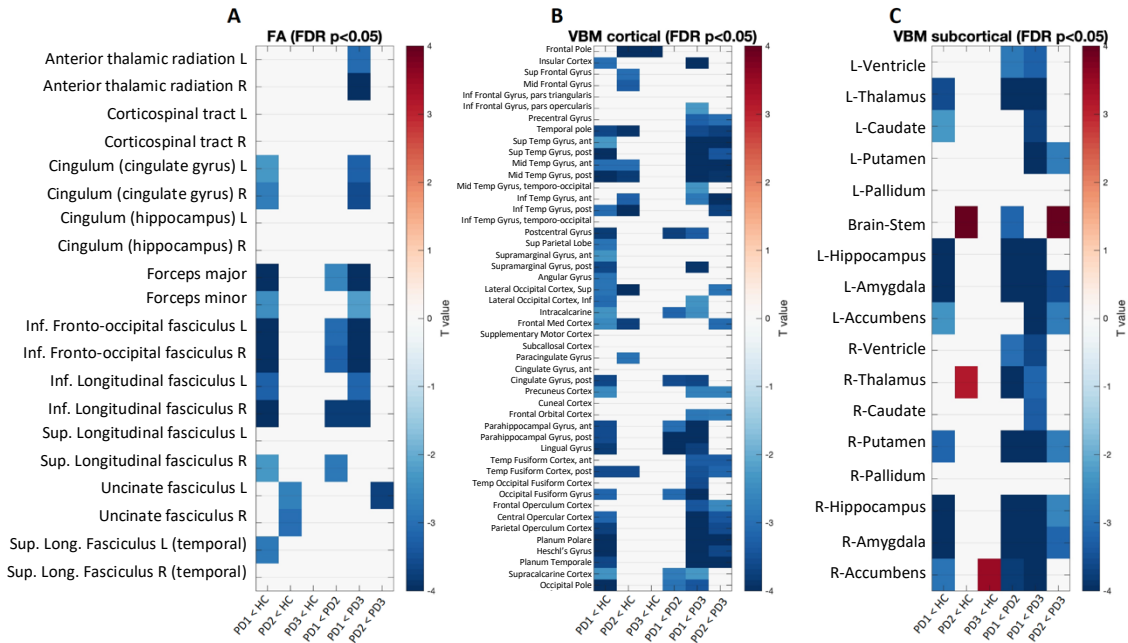 A
B
C
FA (FDR p<0.05)
VBM cortical (FDR p<0.05)
VBM subcortical (FDR p<0.05)
Anterior thalamic radiation L
Anterior thalamic radiation R
Corticospinal tract L
Corticospinal tract R
Cingulum (cingulate gyrus) L
Cingulum (cingulate gyrus) R
Cingulum (hippocampus) L
Cingulum (hippocampus) R
Forceps major
Forceps minor
Inf. Fronto-occipital fasciculus L
Inf. Fronto-occipital fasciculus R
Inf. Longitudinal fasciculus L
Inf. Longitudinal fasciculus R
Sup. Longitudinal fasciculus L
Sup. Longitudinal fasciculus R
Uncinate fasciculus L
Uncinate fasciculus R
Sup. Long. Fasciculus L (temporal)
Sup. Long. Fasciculus R (temporal)
PD1 < HC
PD2 < HC
PD3 < HC
PD1 < PD2
PD1 < PD3
PD2 < PD3
4
3
2
1
0
-1
-2
-3
-4
T value
Frontal Pole
Insular Cortex
Sup Frontal Gyrus
Mid Frontal Gyrus
Inf Frontal Gyrus, pars triangularis
Inf Frontal Gyrus, pars opercularis
Precentral Gyrus
Temporal pole
Sup Temp Gyrus, ant
Sup Temp Gyrus, post
Mid Temp Gyrus, ant
Mid Temp Gyrus, post
Mid Temp Gyrus, temporo-occipital
Inf Temp Gyrus, ant
Inf Temp Gyrus, post
Inf Temp Gyrus, temporo-occipital
Postcentral Gyrus
Sup Parietal Lobe
Supramarginal Gyrus, ant
Supramarginal Gyrus, post
Angular Gyrus
Lateral Occipital Cortex, Sup
Lateral Occipital Cortex, Inf
Intracalcarine
Frontal Med Cortex
Supplementary Motor Cortex
Subcallosal Cortex
Paracingulate Gyrus
Cingulate Gyrus, ant
Cingulate Gyrus, post
Precuneus Cortex
Cuneal Cortex
Frontal Orbital Cortex
Parahippocampal Gyrus, ant
Parahippocampal Gyrus, post
Lingual Gyrus
Temp Fusiform Cortex, ant
Temp Fusiform Cortex, post
Temp Occipital Fusiform Cortex
Occipital Fusiform Gyrus
Frontal Operculum Cortex
Central Opercular Cortex
Parietal Operculum Cortex
Planum Polare
Heschl's Gyrus
Planum Temporale
Supracalcarine Cortex
Occipital Pole
PD1 < HC
PD2 < HC
PD3 < HC
PD1 < PD2
PD1 < PD3
PD2 < PD3
4
3
2
1
0
-1
-2
-3
-4
T value
L-Ventricle
L-Thalamus
L-Caudate
L-Putamen
L-Pallidum
Brain-Stem
L-Hippocampus
L-Amygdala
L-Accumbens
R-Ventricle
R-Thalamus
R-Caudate
R-Putamen
R-Pallidum
R-Hippocampus
R-Amygdala
R-Accumbens
PD1 < HC
PD2 < HC
PD3 < HC
PD1 < PD2
PD1 < PD3
PD2 < PD3
4
3
2
1
0
-1
-2
-3
-4
T value